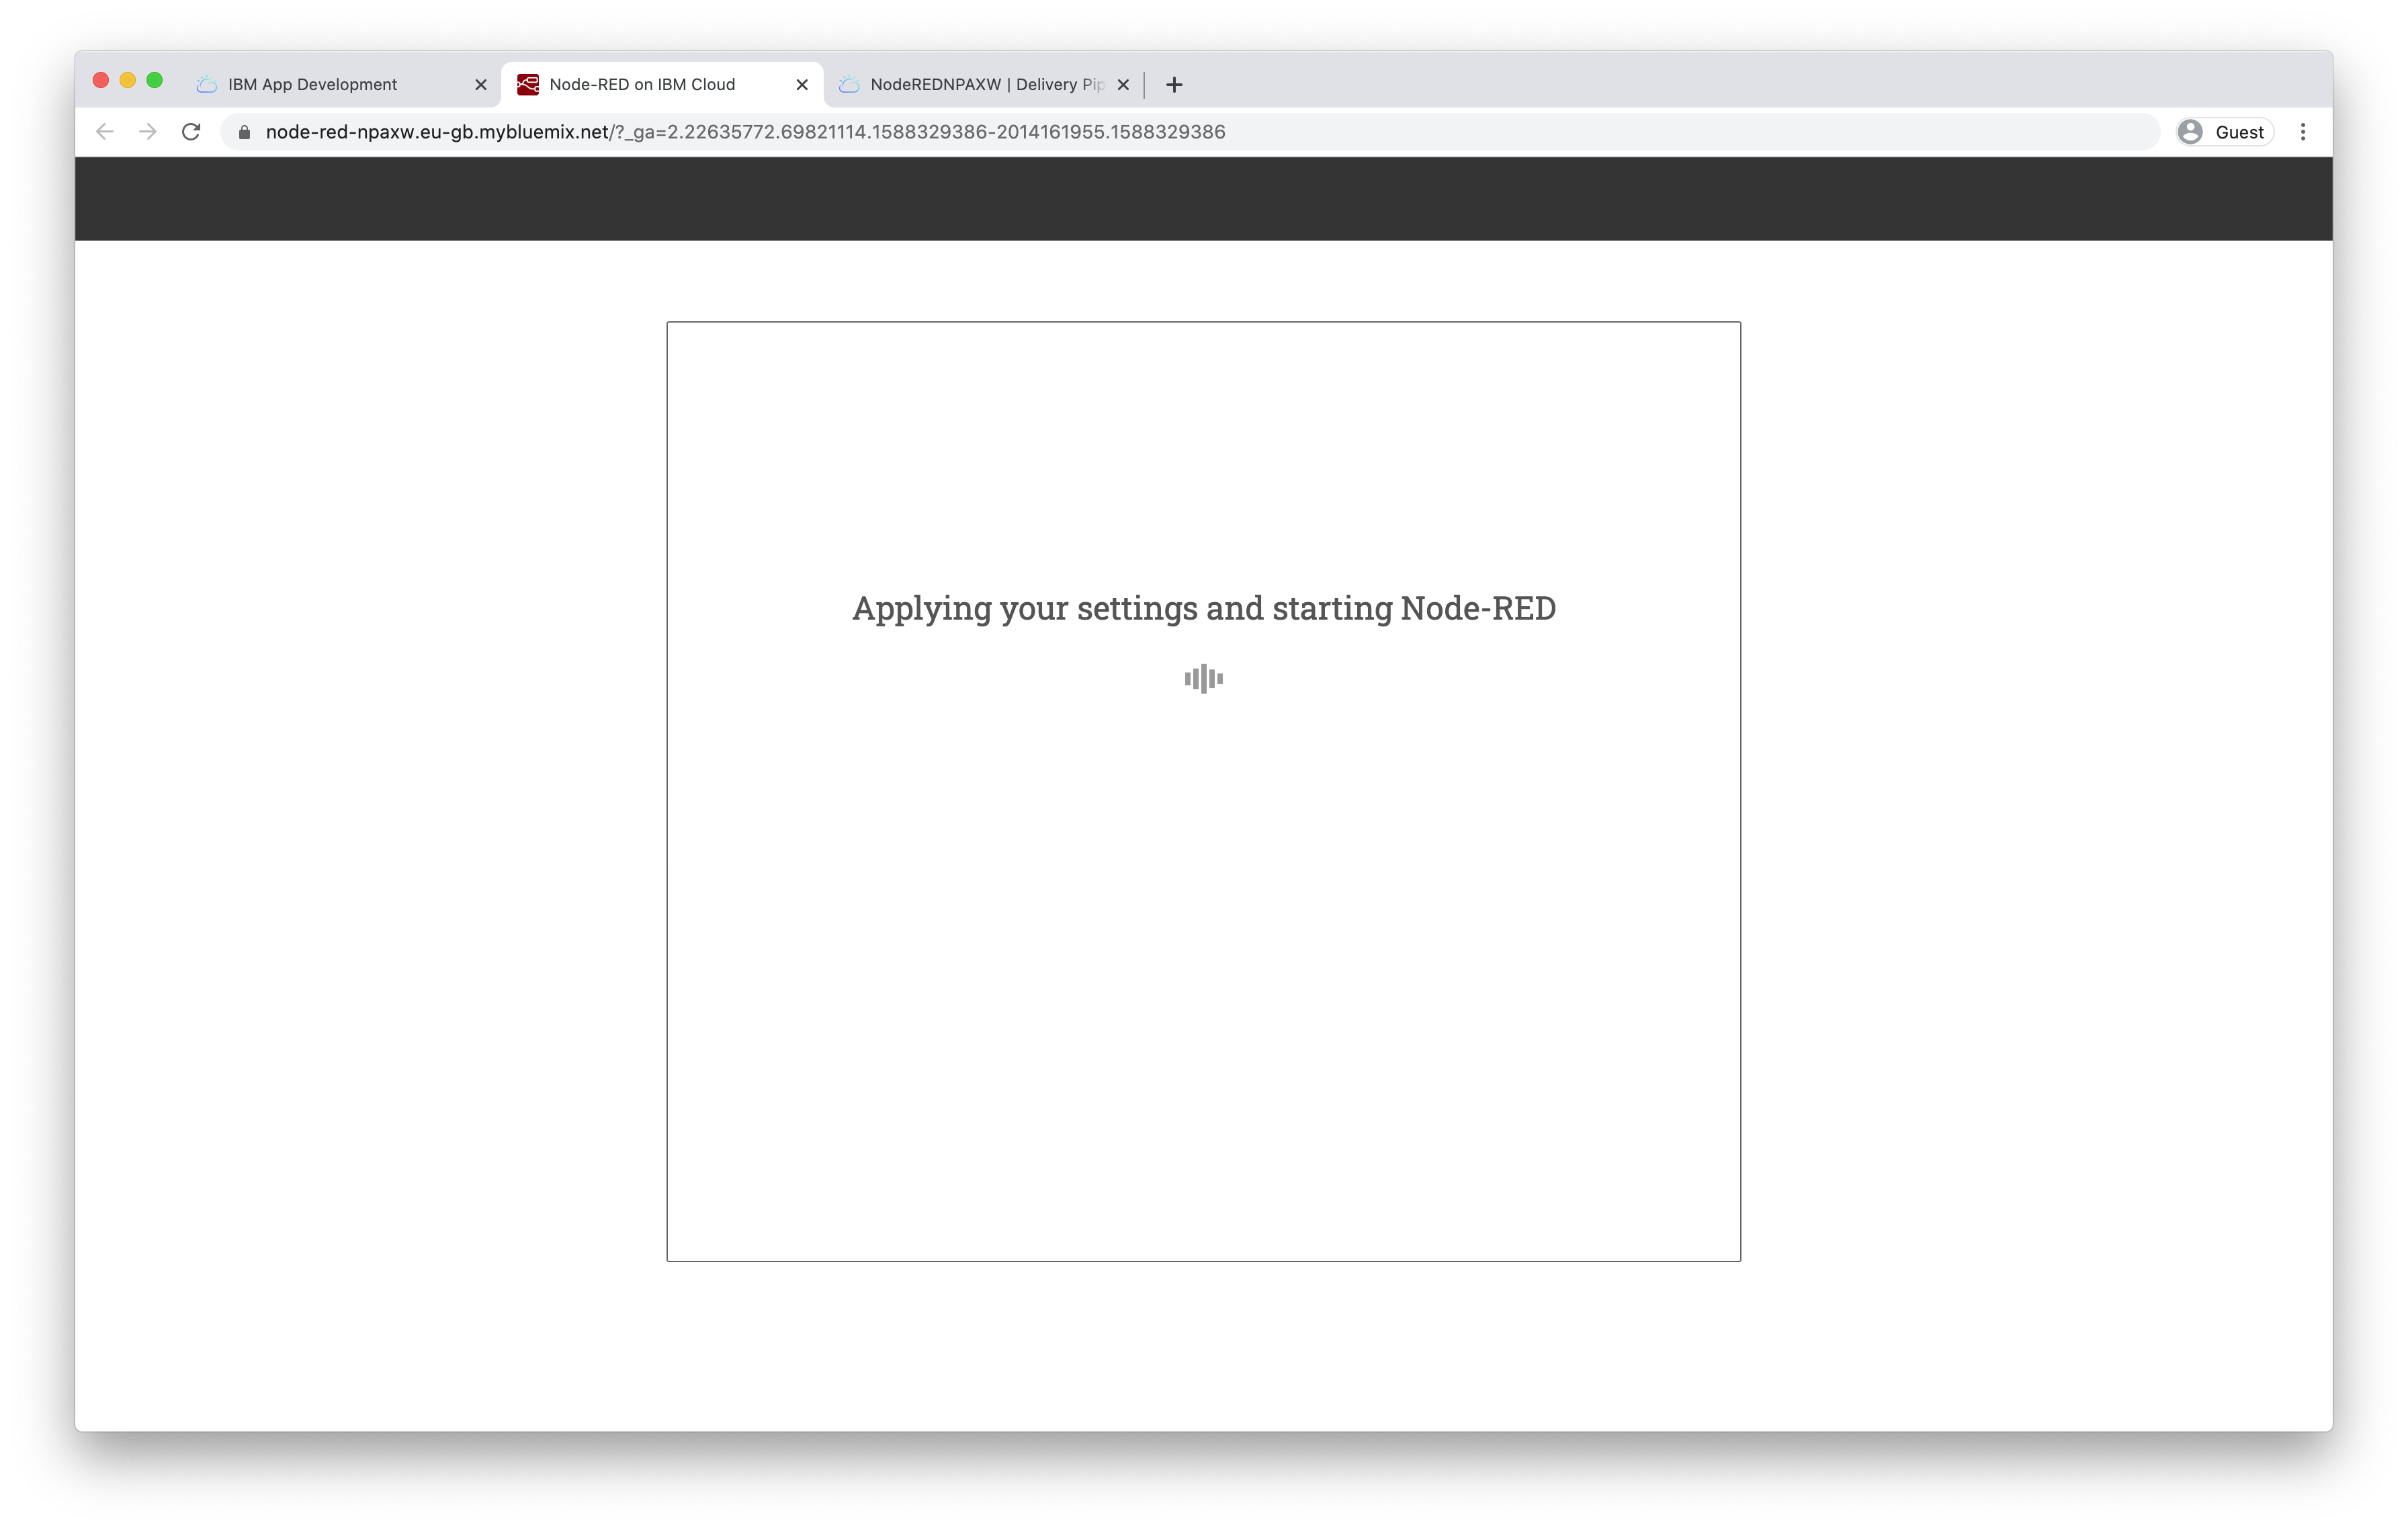 IBM App Development
Node-RED on IBM Cloud
NodeREDNPAXW | Delivery Pip
node-red-npaxw.eu-gb.mybluemix.net/?_ga=2.22635772.69821114.1588329386-2014161955.1588329386
Guest
Applying your settings and starting Node-RED